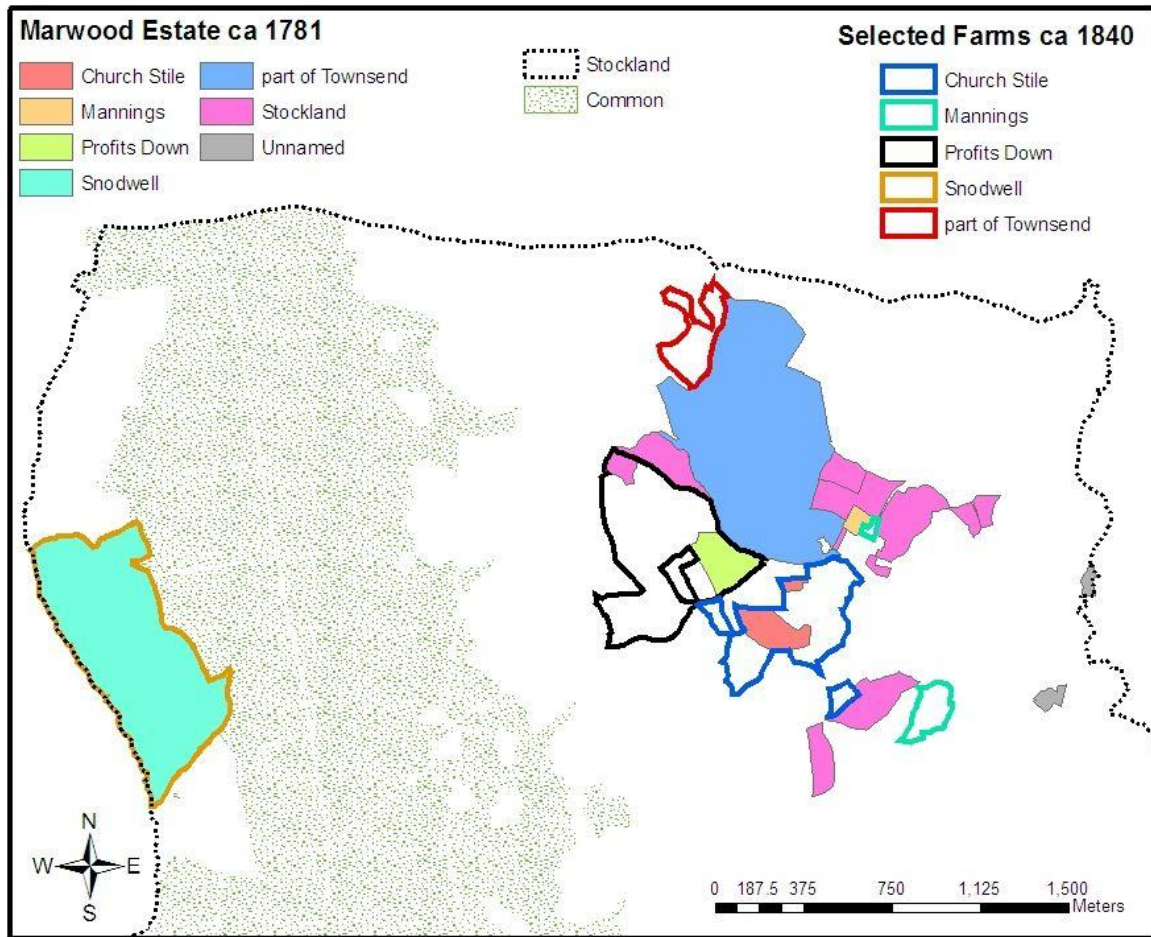 Marwood Estate ca 1781
Church Stile
Mannings
Profits Down
Snodwell
part of Townsend
Stockland
Unnamed
Stockland
Common
Selected Farms ca 1840
Church Stile
Mannings
Profits Down
Snodwell
part of Townsend
N
W E
S
0 187.5 375 750 1,125 1,500
Meters